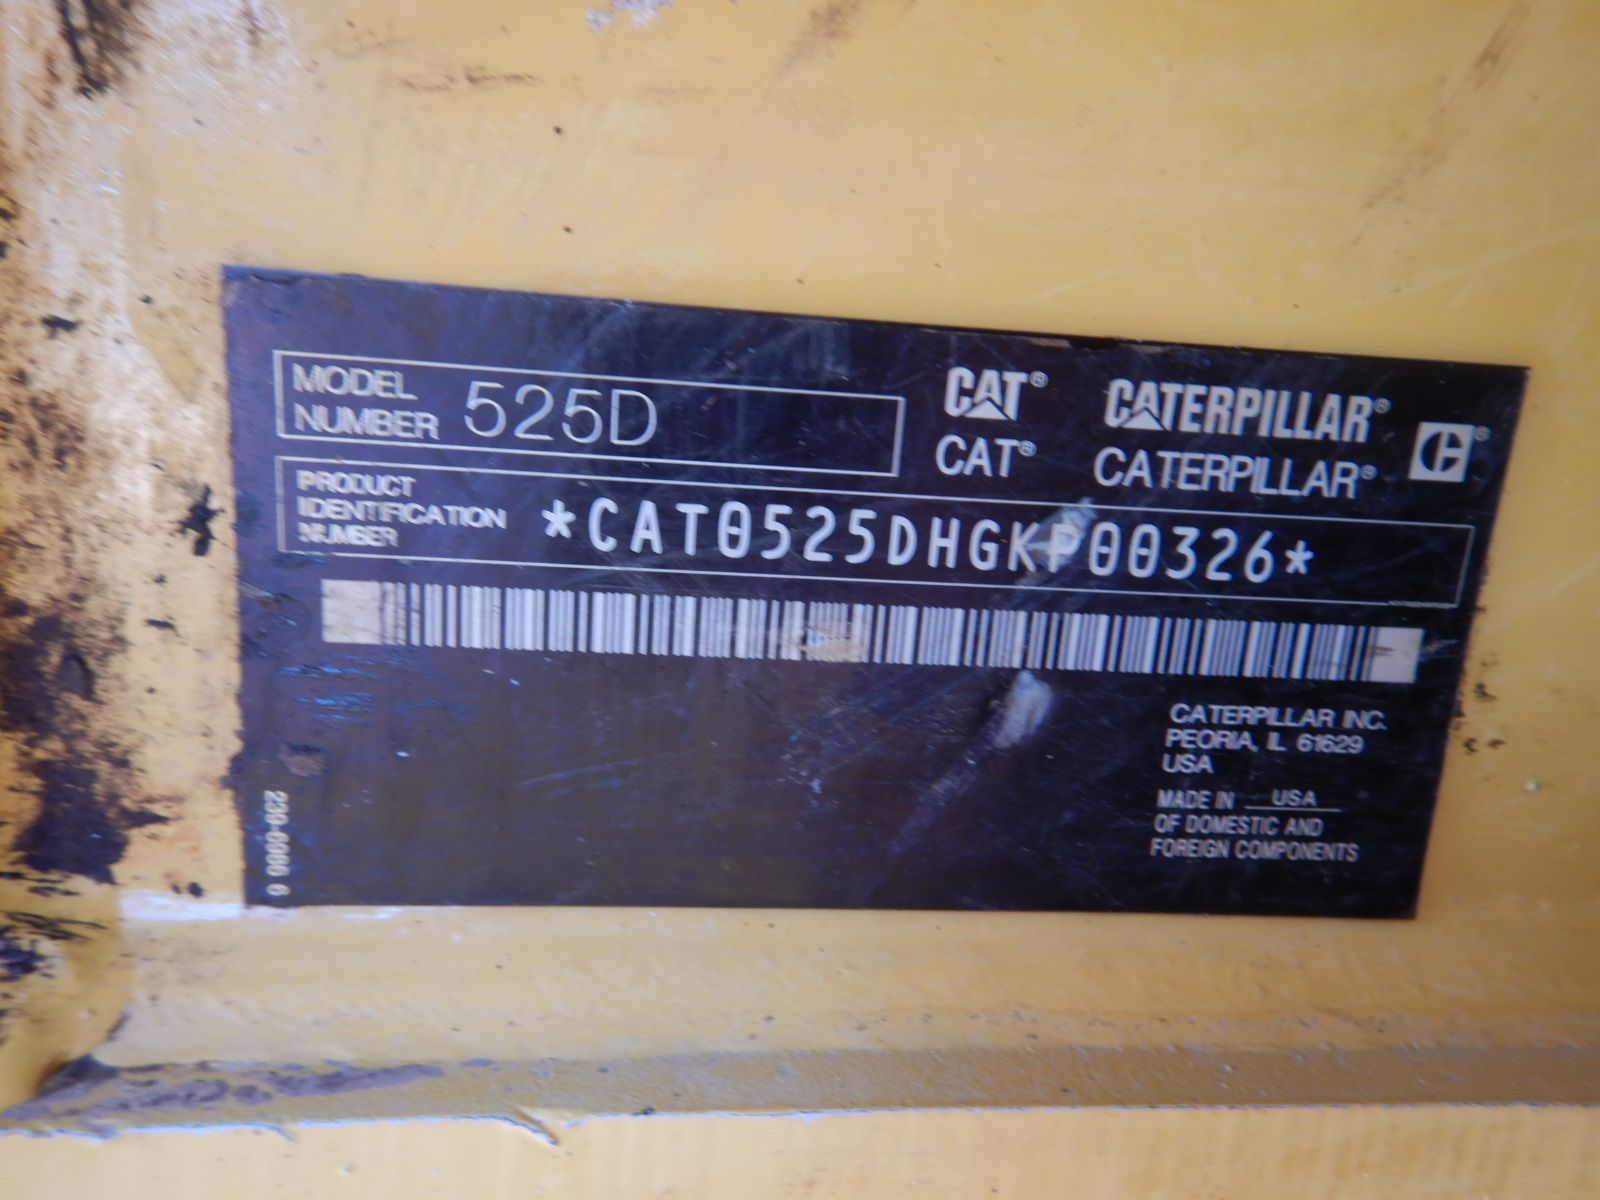 MODEL
NUMBER 525D
CAT® CATERPILLAR®
CAT® CATERPILLAR®
PRODUCT
IDENTIFICATION
NUMBER
*CAT0525DHGKP00326*
CATERPILLAR INC.
PEORIA, IL 61629
USA
MADE IN USA
OF DOMESTIC AND
FOREIGN COMPONENTS